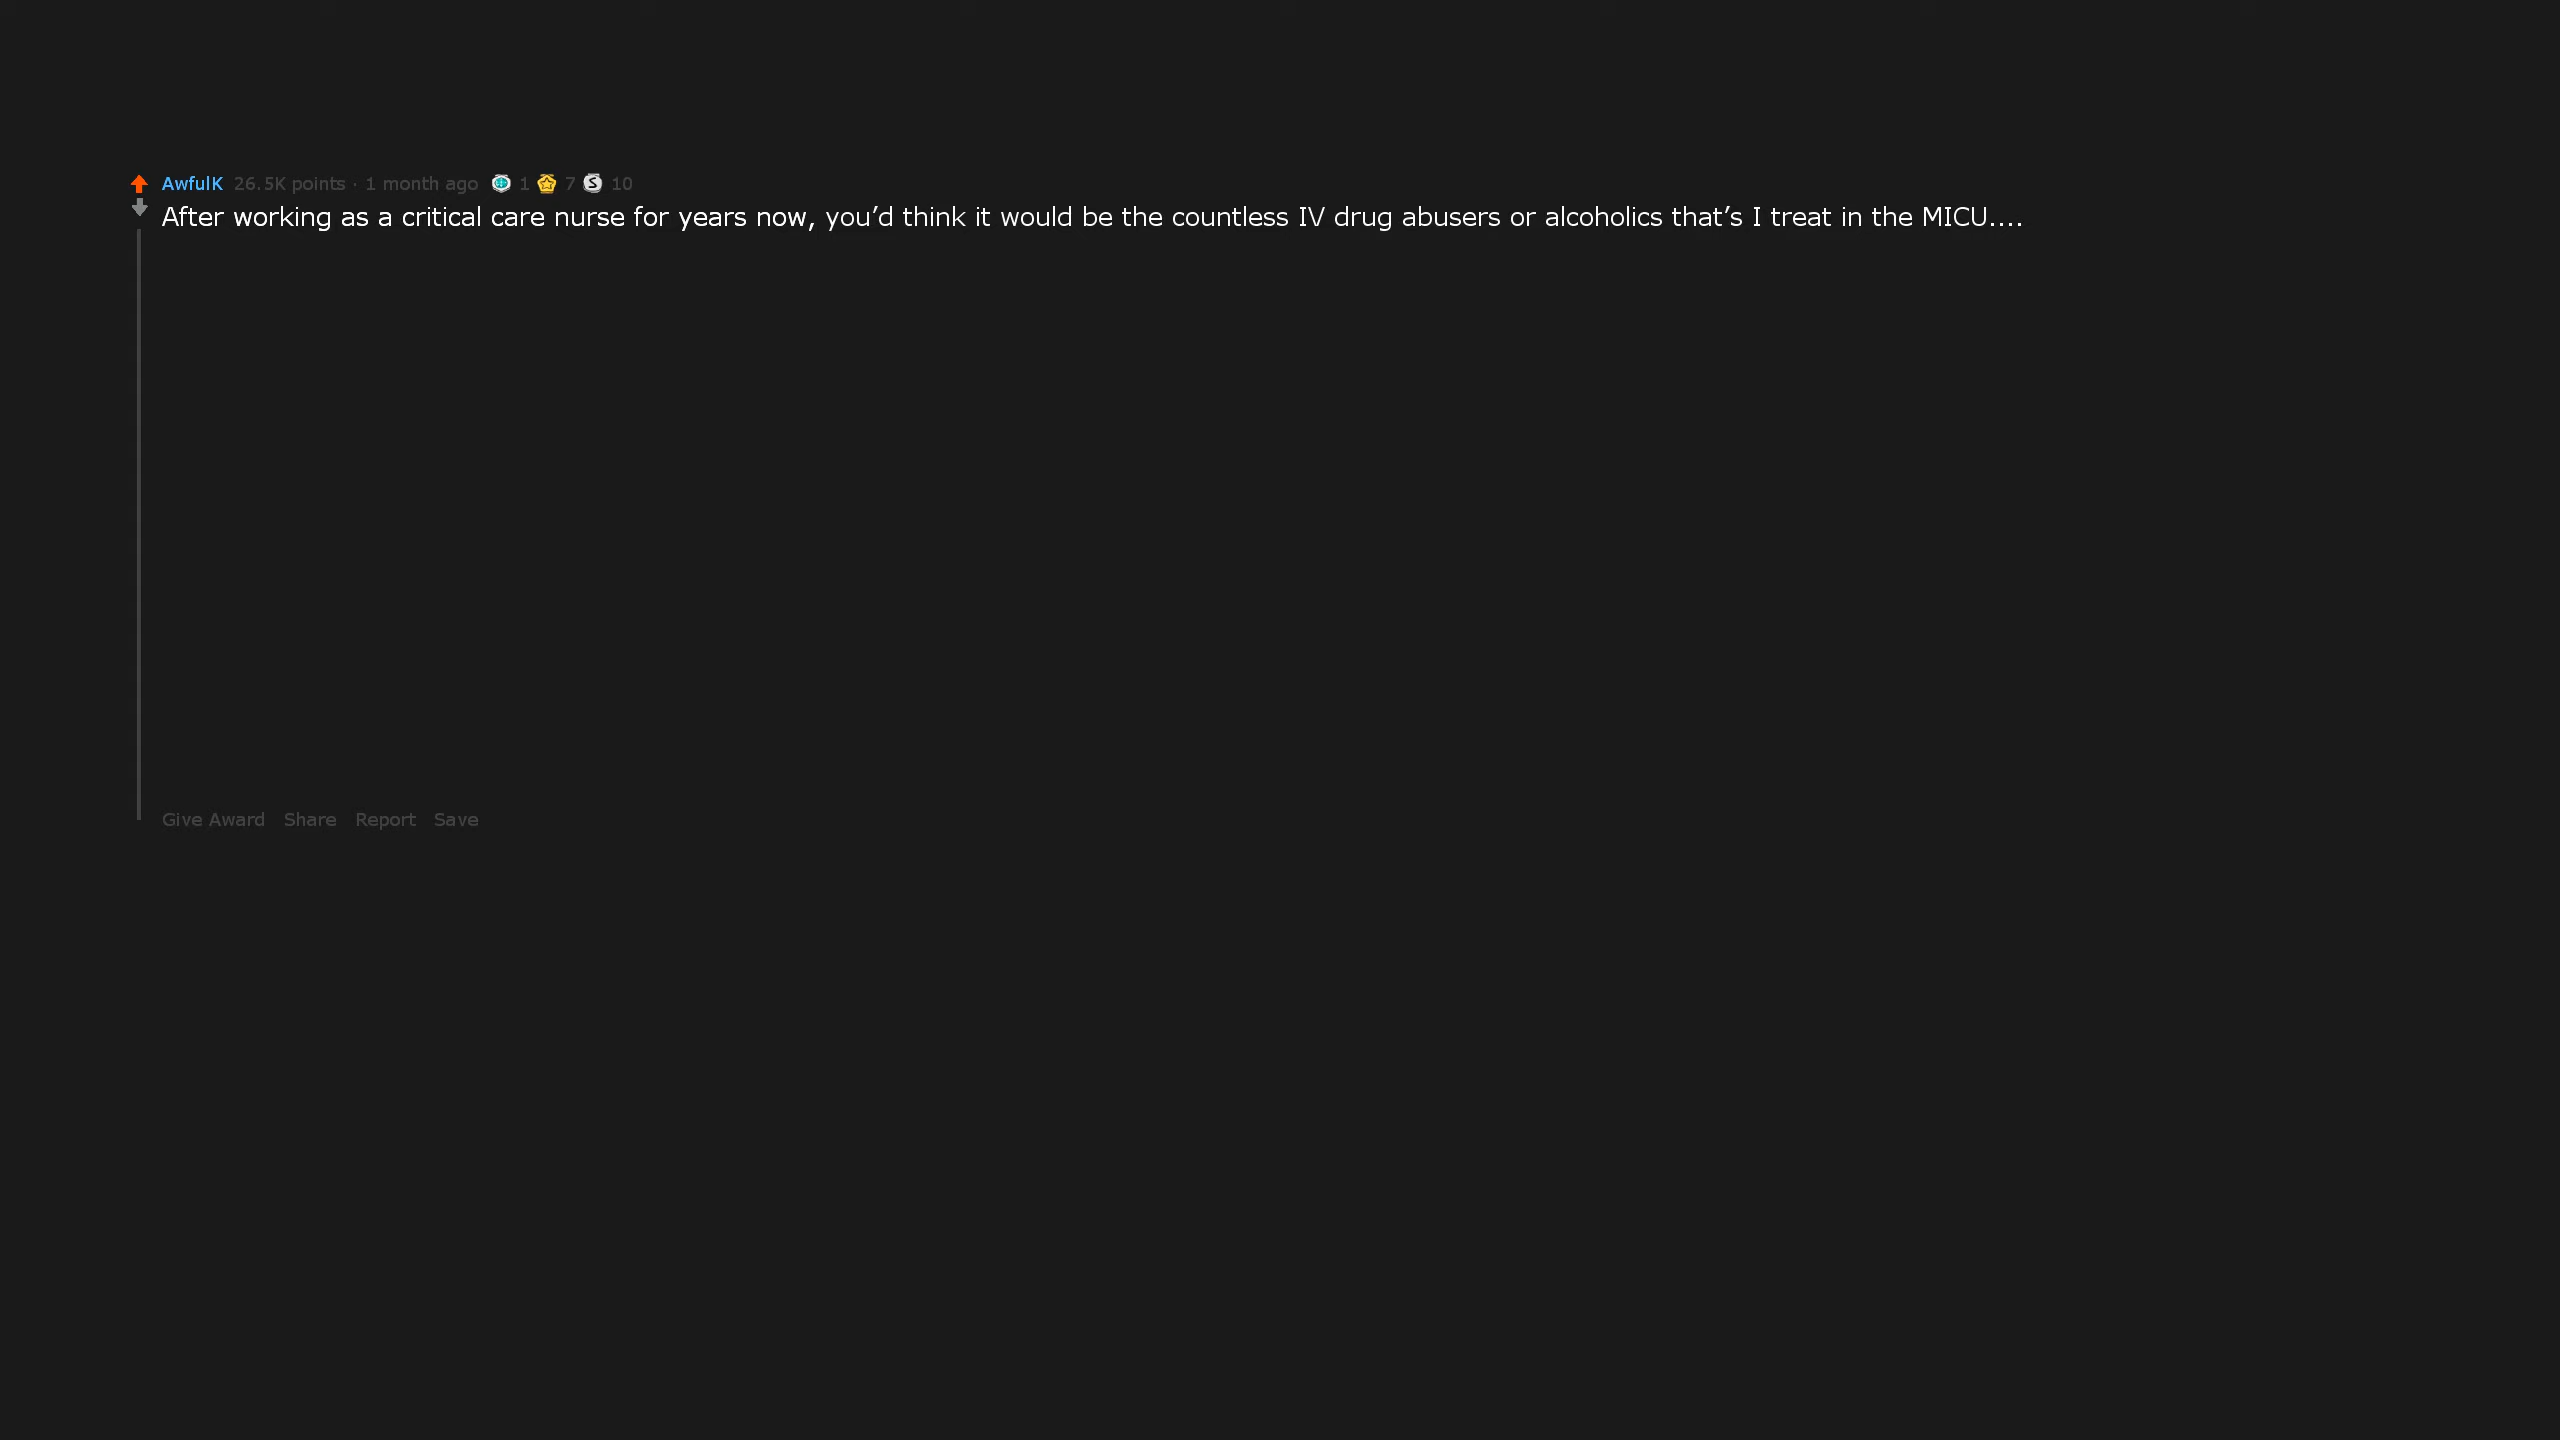 AwfulK 26.5K points · 1 month ago 1 7 S 10
After working as a critical care nurse for years now, you’d think it would be the countless IV drug abusers or alcoholics that’s I treat in the MICU....
Give Award Share Report Save